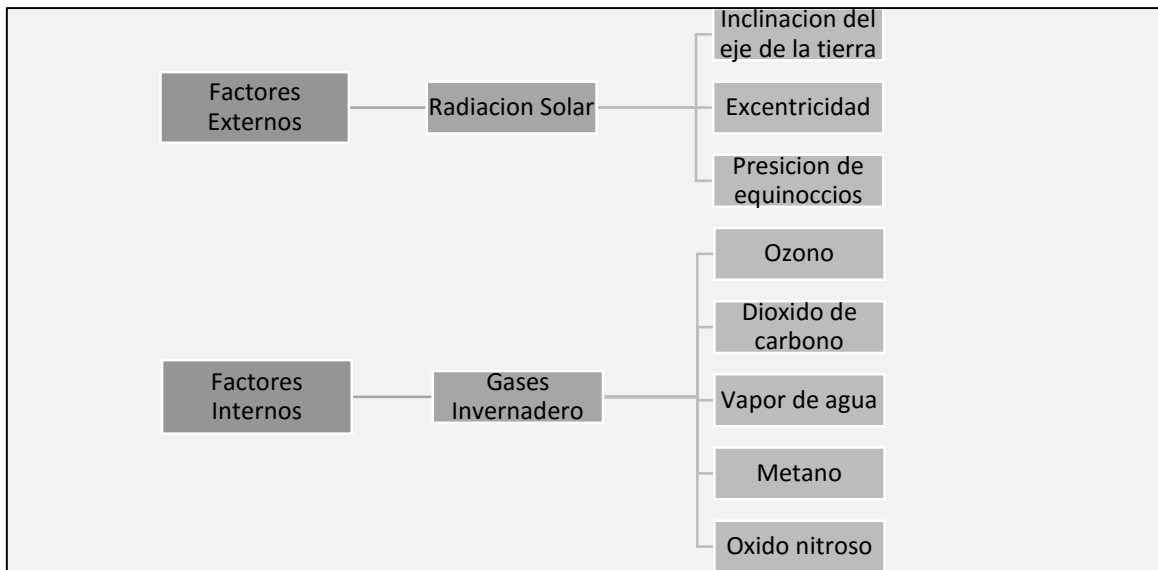 Factores
Externos
Radiacion Solar
Inclinacion del
eje de la tierra
Excentricidad
Presicion de
equinoccios
Factores
Internos
Gases
Invernadero
Ozono
Dioxido de
carbono
Vapor de agua
Metano
Oxido nitroso